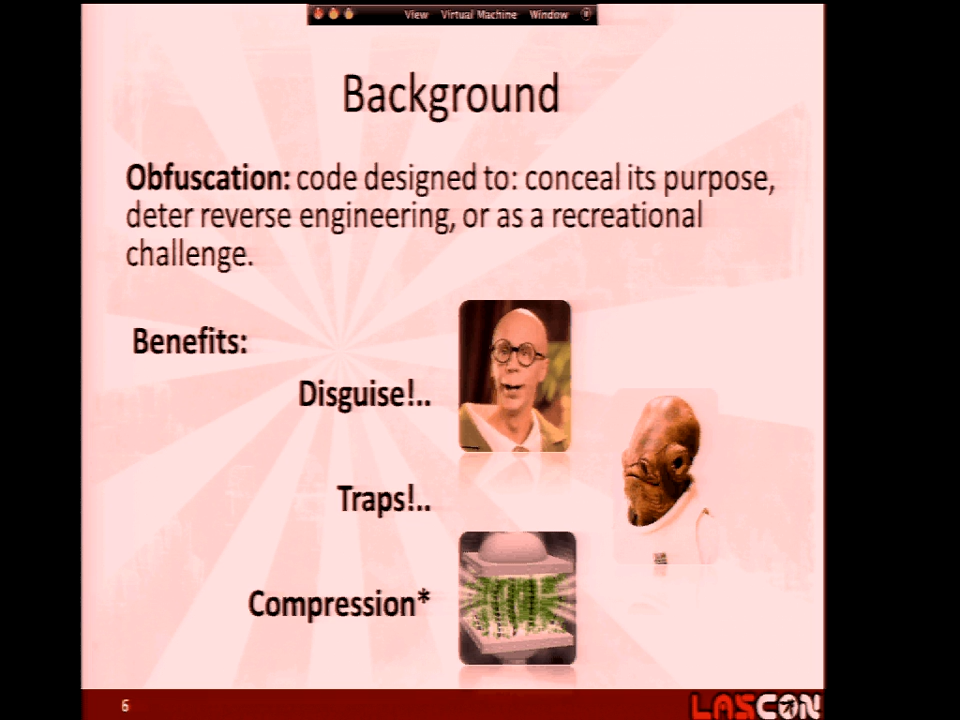 View Virtual Machine Window
Background
Obfuscation: code designed to: conceal its purpose,
deter reverse engineering, or as a recreational
challenge.
Benefits:
Disguise!..
Traps!..
Compression*
6
LASCON